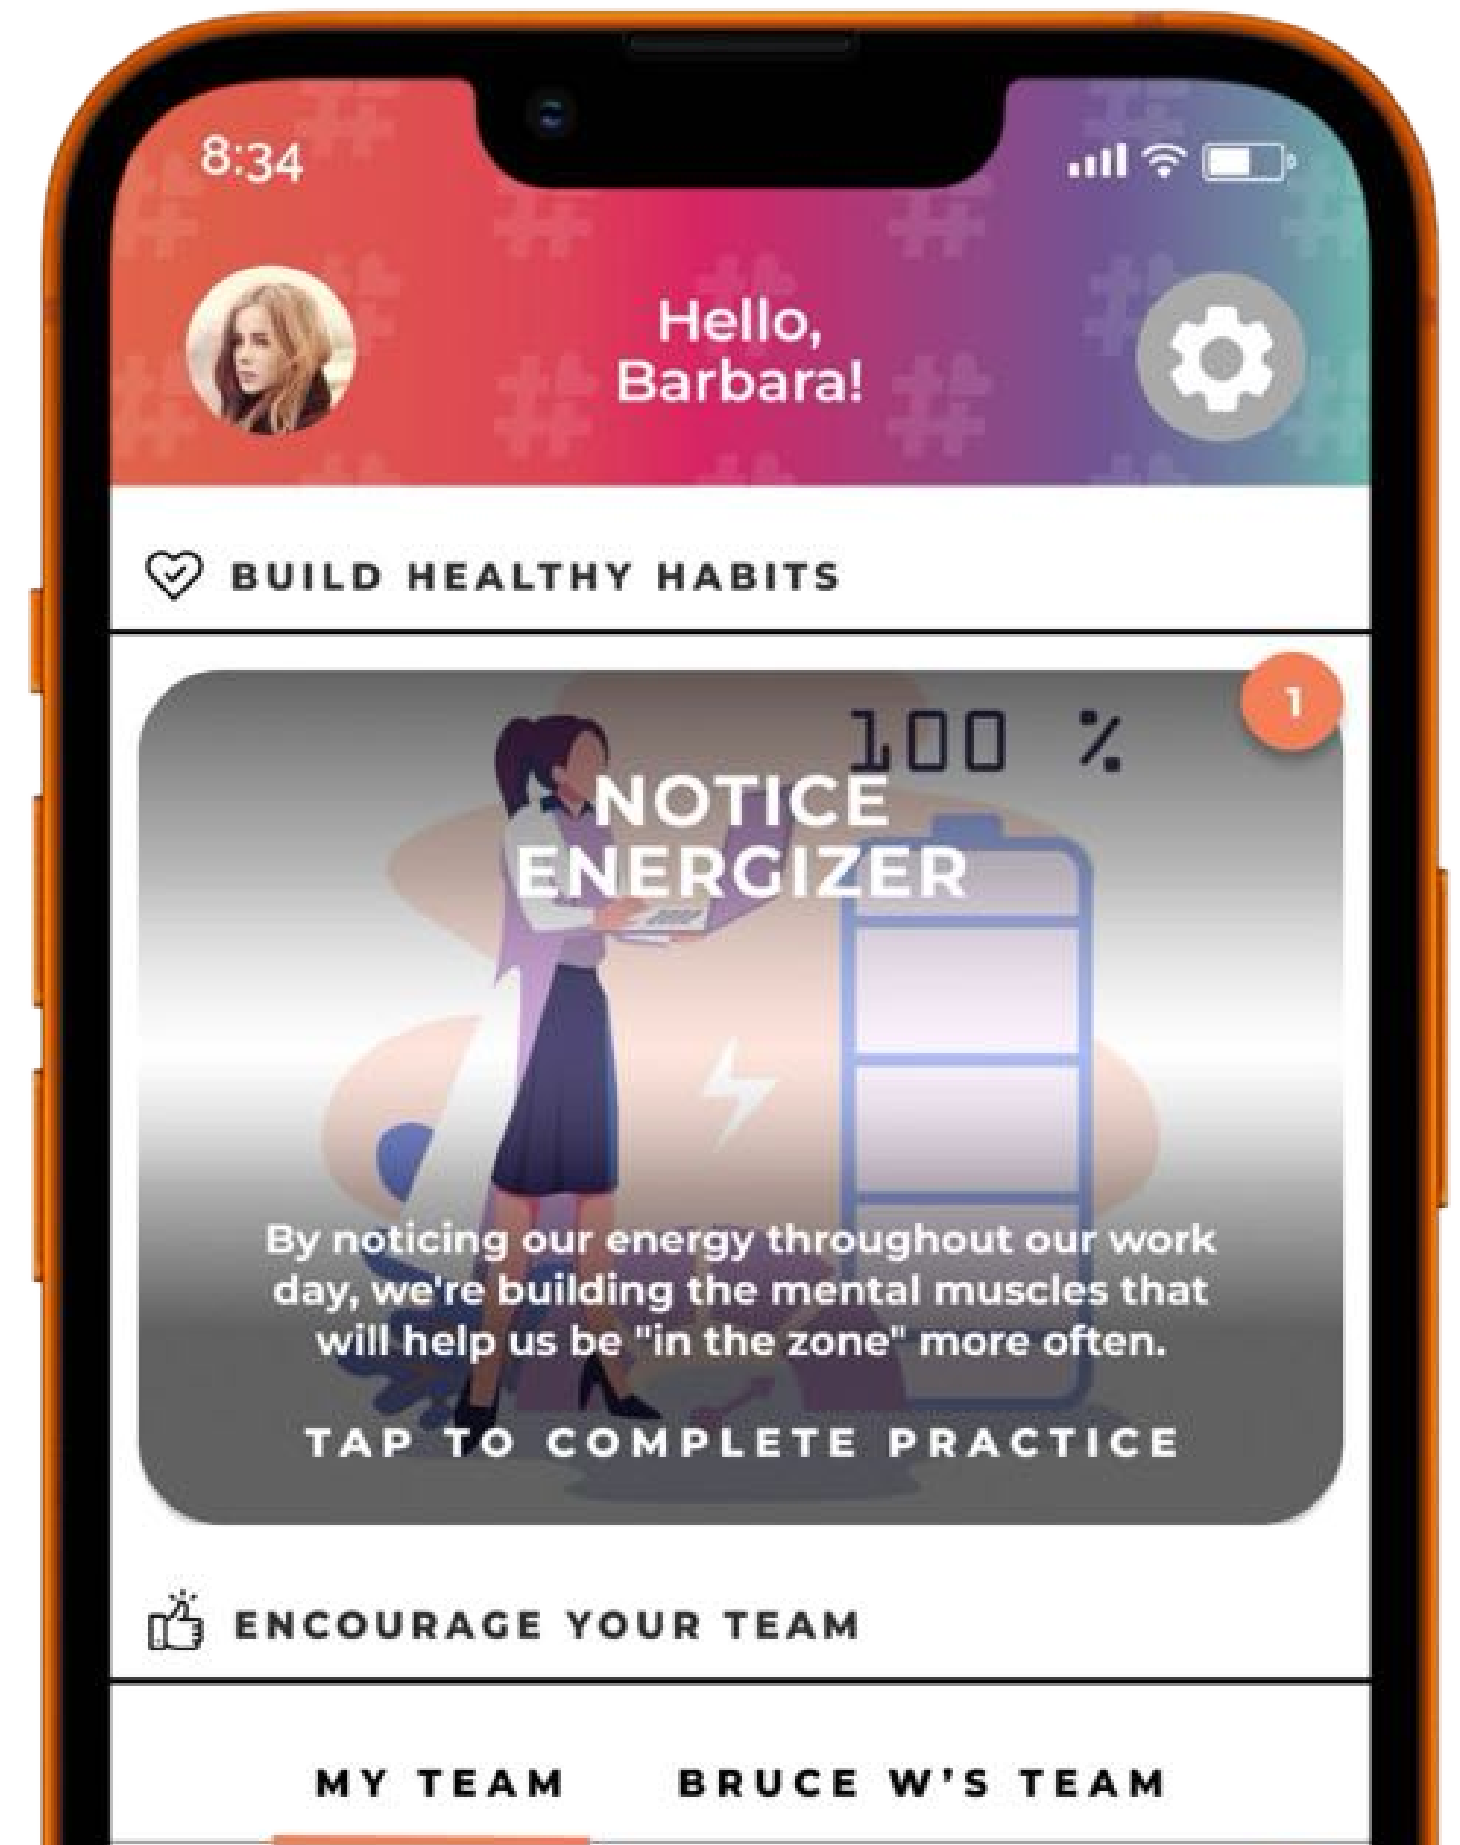 8:34
Hello,
Barbara!
BUILD HEALTHY HABITS
1
100 %
NOTICE
ENERGIZER
By noticing our energy throughout our work
day, we're building the mental muscles that
will help us be "in the zone" more often.
TAP TO COMPLETE PRACTICE
ENCOURAGE YOUR TEAM
MY TEAM BRUCE W'S TEAM